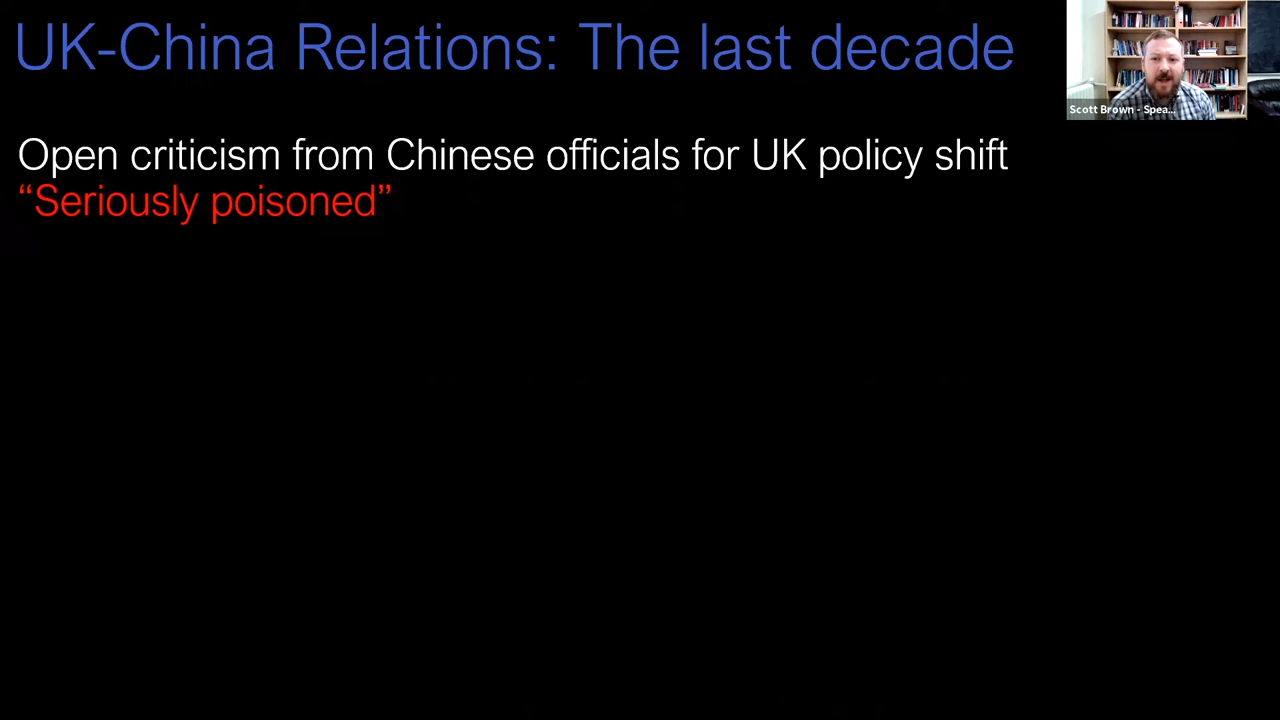 UK-China Relations: The last decade
Scott Brown - Spea...
Open criticism from Chinese officials for UK policy shift
“Seriously poisoned”